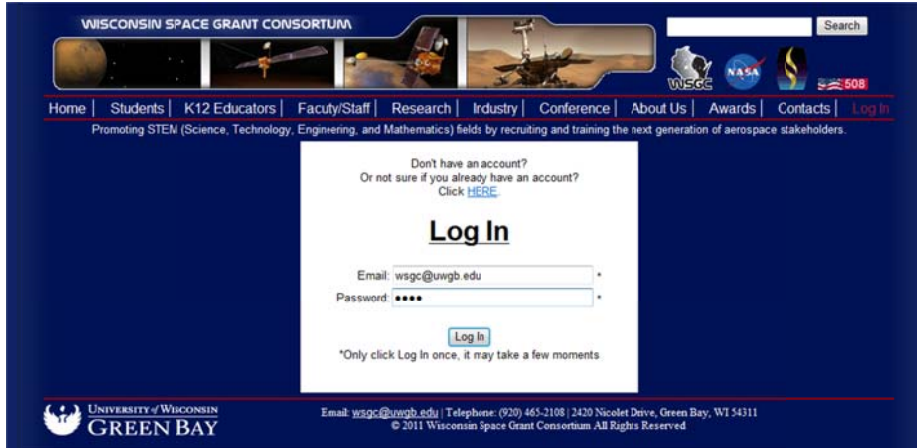 WISCONSIN SPACE GRANT CONSORTIUM
Search
WSGC
NASA
508
Home | Students | K12 Educators | Facuty/Staff | Research | Industry | Conference | About Us | Awards | Contacts | Log In
Promoting STEM (Science, Technology, Engineering, and Mathematics) fields by recruiting and training the next generation of aerospace stakeholders.
Don't have an account?
Or not sure if you already have an account?
Click HERE.
Log In
Email: wsgc@uwgb.edu *
Password: •••• *
Log In
*Only click Log In once, it may take a few moments
UNIVERSITY of WISCONSIN
GREEN BAY
Email: wsgc@uwgb.edu | Telephone: (920) 465-2108 | 2420 Nicolet Drive, Green Bay, WI 54311
© 2011 Wisconsin Space Grant Consortium All Rights Reserved